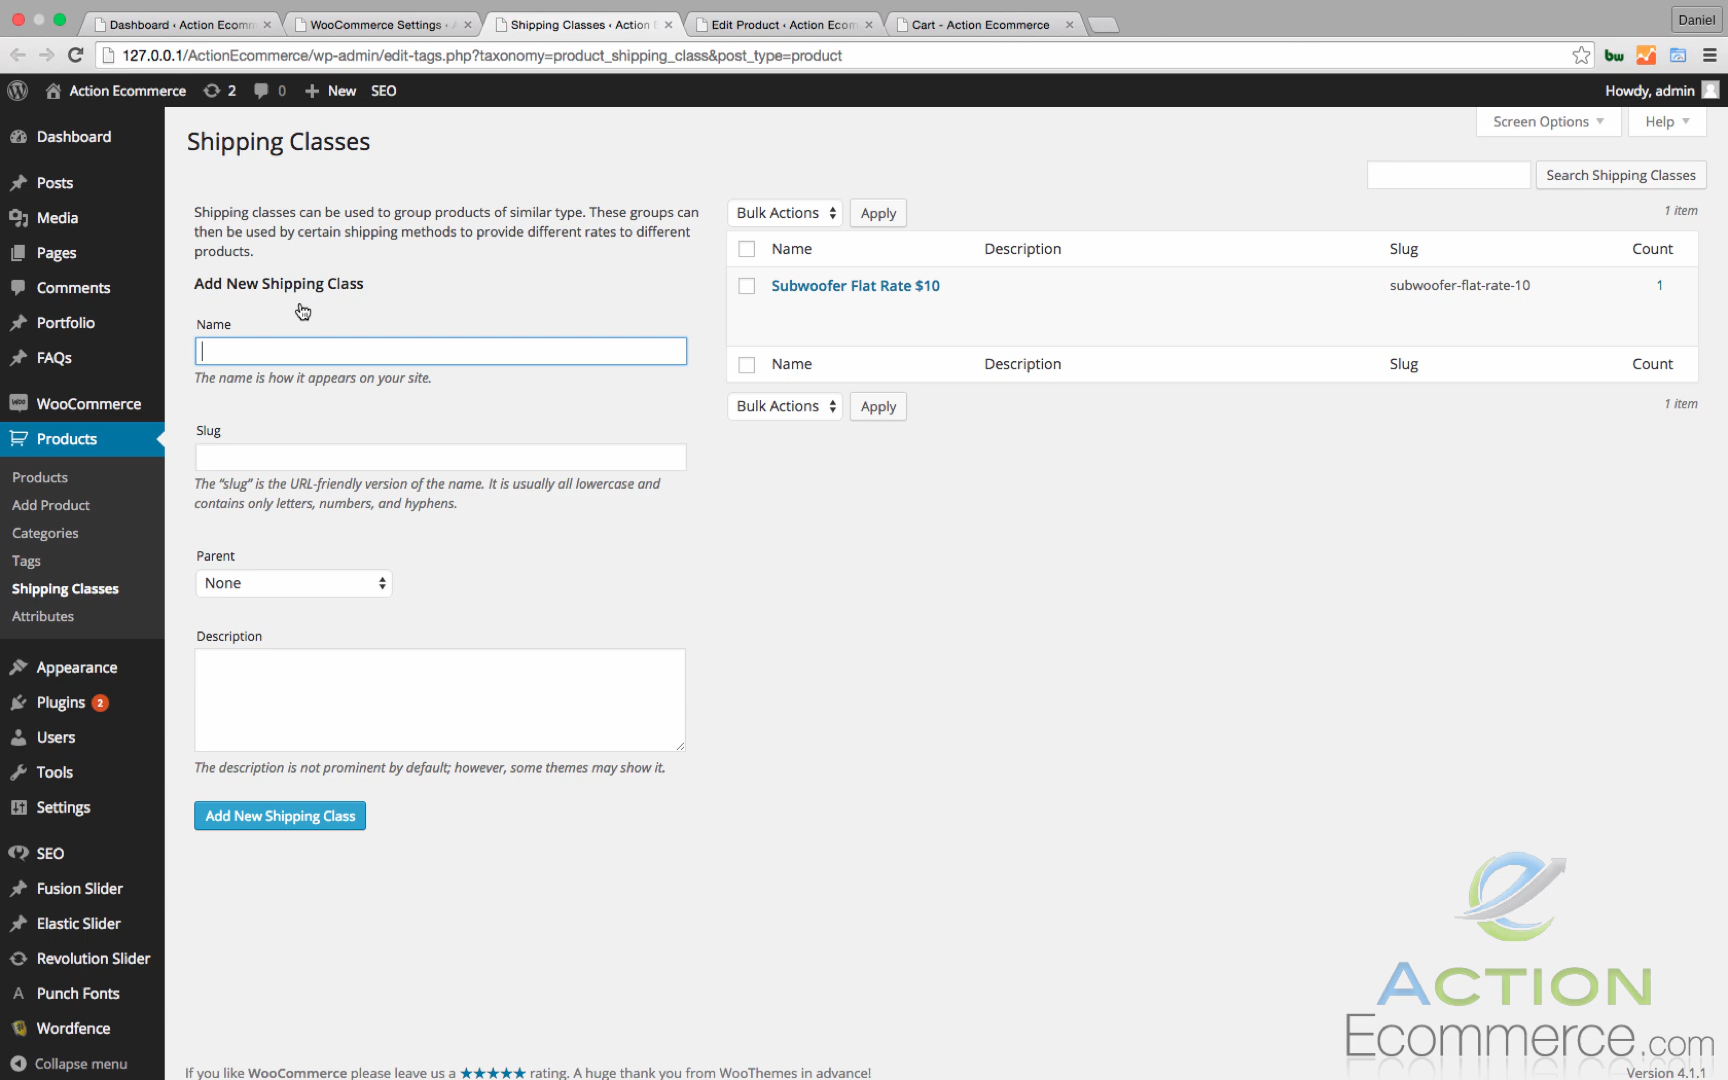 Dashboard ‹ Action Ecomm
WooCommerce Settings ‹ A
Shipping Classes ‹ Action E
Edit Product ‹ Action Ecom
Cart - Action Ecommerce
Daniel
127.0.0.1/ActionEcommerce/wp-admin/edit-tags.php?taxonomy=product_shipping_class&post_type=product
bw
Action Ecommerce
2
0
New
SEO
Howdy, admin
Screen Options
Help
Dashboard
Posts
Media
Pages
Comments
Portfolio
FAQs
WooCommerce
Products
Products
Add Product
Categories
Tags
Shipping Classes
Attributes
Appearance
Plugins 2
Users
Tools
Settings
SEO
Fusion Slider
Elastic Slider
Revolution Slider
Punch Fonts
Wordfence
Collapse menu
Shipping Classes
Shipping classes can be used to group products of similar type. These groups can
then be used by certain shipping methods to provide different rates to different
products.
Add New Shipping Class
Name
The name is how it appears on your site.
Slug
The “slug” is the URL-friendly version of the name. It is usually all lowercase and
contains only letters, numbers, and hyphens.
Parent
None
Description
The description is not prominent by default; however, some themes may show it.
Add New Shipping Class
Search Shipping Classes
Bulk Actions
Apply
1 item
Name
Description
Slug
Count
Subwoofer Flat Rate $10
subwoofer-flat-rate-10
1
Name
Description
Slug
Count
Bulk Actions
Apply
1 item
ACTION
Ecommerce.com
If you like WooCommerce please leave us a ★★★★★ rating. A huge thank you from WooThemes in advance!
Version 4.1.1